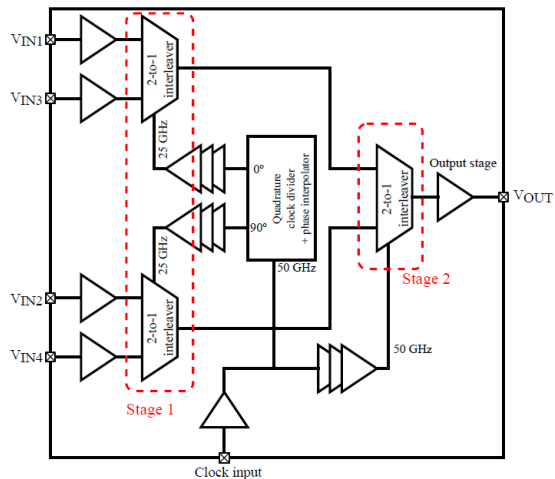 VIN1
VIN3
2-to-1
interleaver
25 GHz
0°
90°
Quadrature
clock divider
+ phase interpolator
50 GHz
25 GHz
VIN2
VIN4
2-to-1
interleaver
Stage 1
2-to-1
interleaver
Stage 2
Output stage
VOUT
50 GHz
Clock input